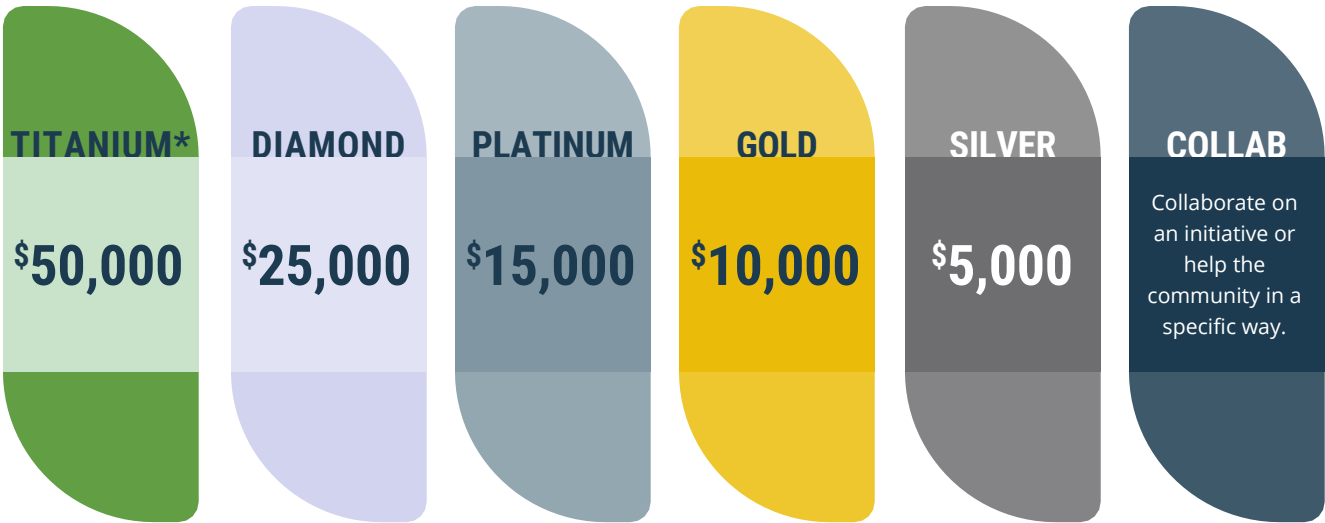 TITANIUM*
$50,000
DIAMOND
$25,000
PLATINUM
$15,000
GOLD
$10,000
SILVER
$5,000
COLLAB
Collaborate on
an initiative or
help the
community in a
specific way.